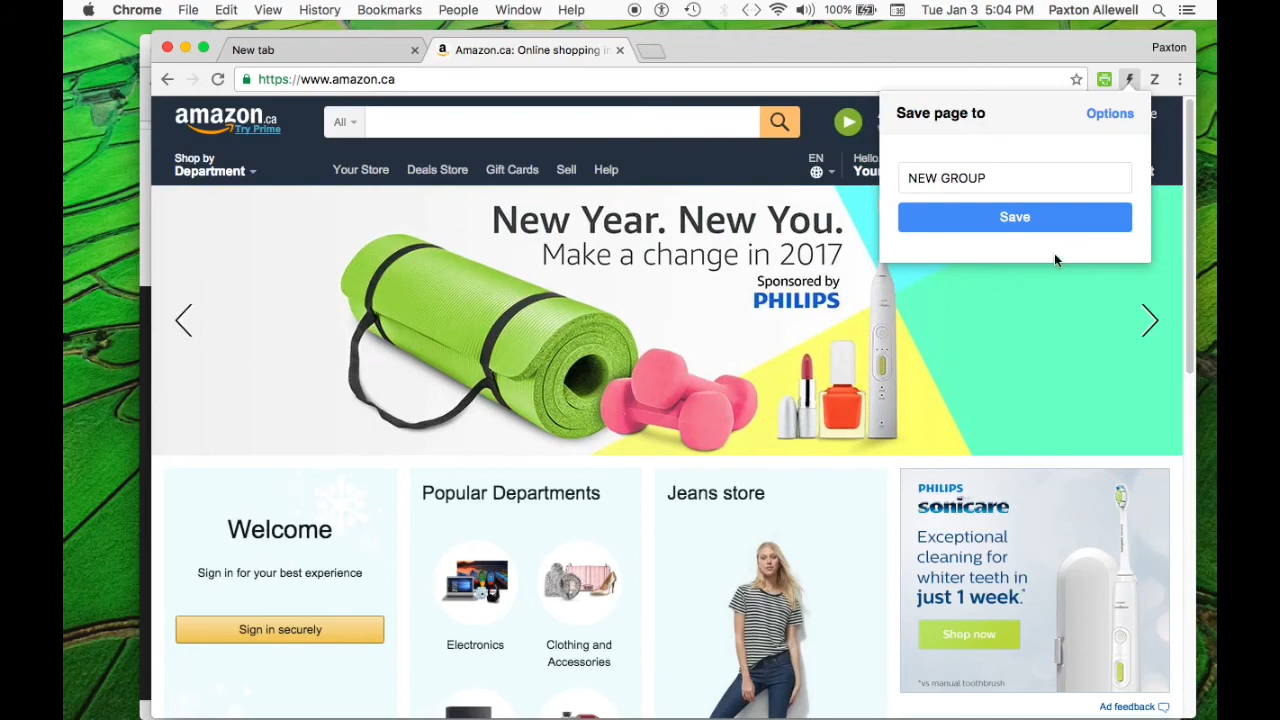 Chrome File Edit View History Bookmarks People Window Help 100% Tue Jan 3 5:04 PM Paxton Allewell
New tab
a Amazon.ca: Online shopping in
Paxton
https://www.amazon.ca
Z
amazon.ca
Try Prime
All
Save page to
Options
NEW GROUP
Save
Shop by
Department
Your Store Deals Store Gift Cards Sell Help
EN
Hello
You
New Year. New You.
Make a change in 2017
Sponsored by
PHILIPS
Welcome
Sign in for your best experience
Sign in securely
Popular Departments
Electronics
Clothing and
Accessories
Jeans store
PHILIPS
sonicare
Exceptional
cleaning for
whiter teeth in
just 1 week.*
Shop now
*vs manual toothbrush
Ad feedback